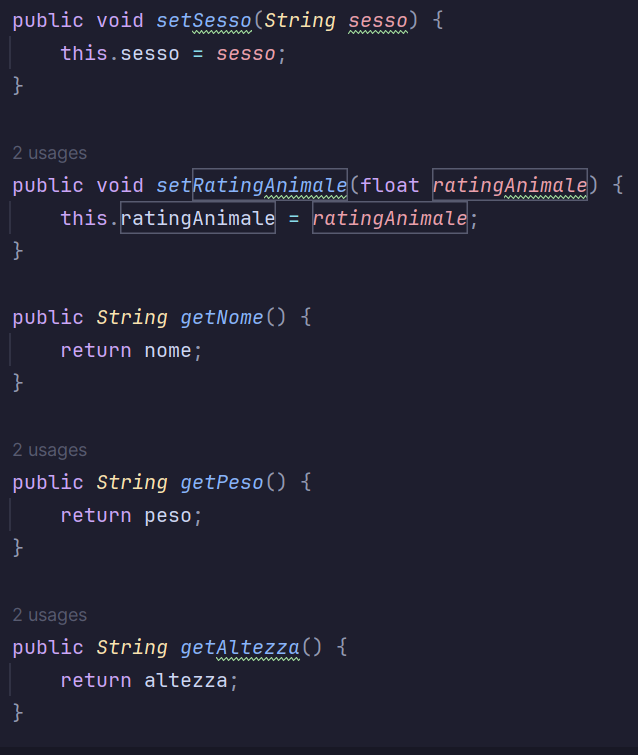 public void setSesso(String sesso) {
    this.sesso = sesso;
}

2 usages
public void setRatingAnimale(float ratingAnimale) {
    this.ratingAnimale = ratingAnimale;
}

public String getNome() {
    return nome;
}

2 usages
public String getPeso() {
    return peso;
}

2 usages
public String getAltezza() {
    return altezza;
}